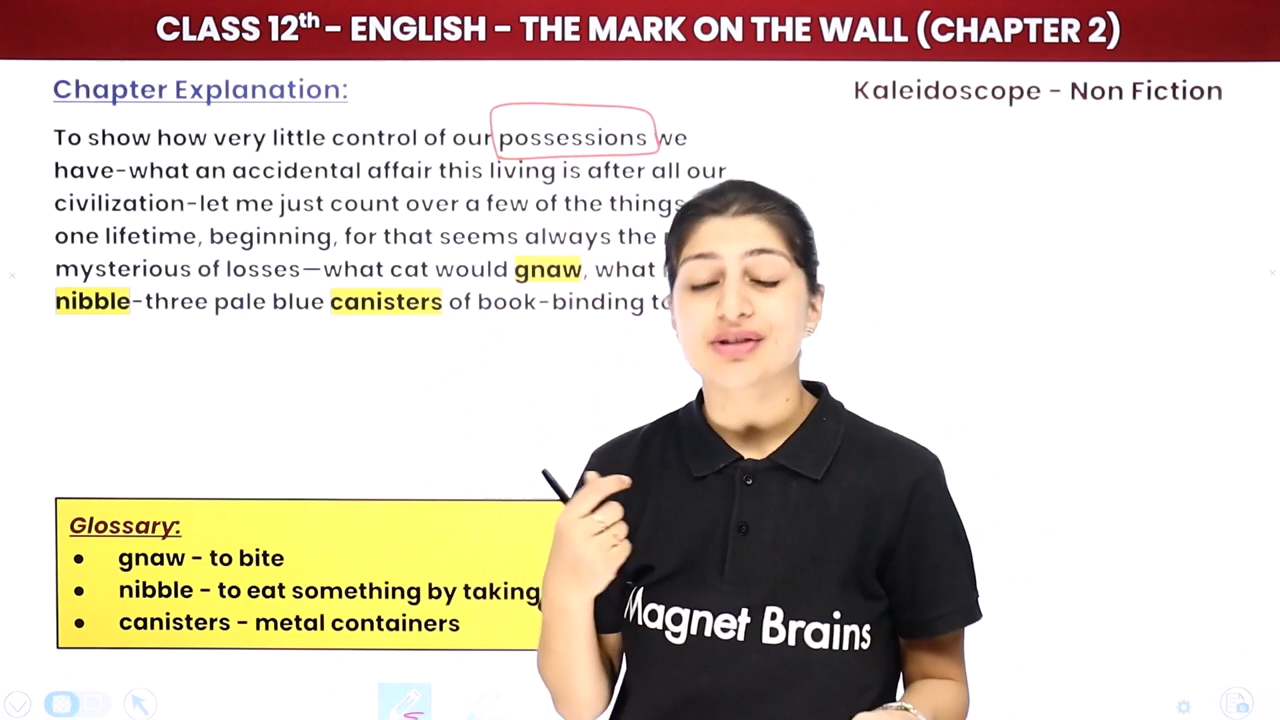 CLASS 12th - ENGLISH - THE MARK ON THE WALL (CHAPTER 2)
Chapter Explanation:
Kaleidoscope - Non Fiction
To show how very little control of our possessions we
have-what an accidental affair this living is after all our
civilization-let me just count over a few of the things
one lifetime, beginning, for that seems always the
mysterious of losses—what cat would gnaw, what
nibble-three pale blue canisters of book-binding
Glossary:
● gnaw - to bite
● nibble - to eat something by taking
● canisters - metal containers
Magnet Brains